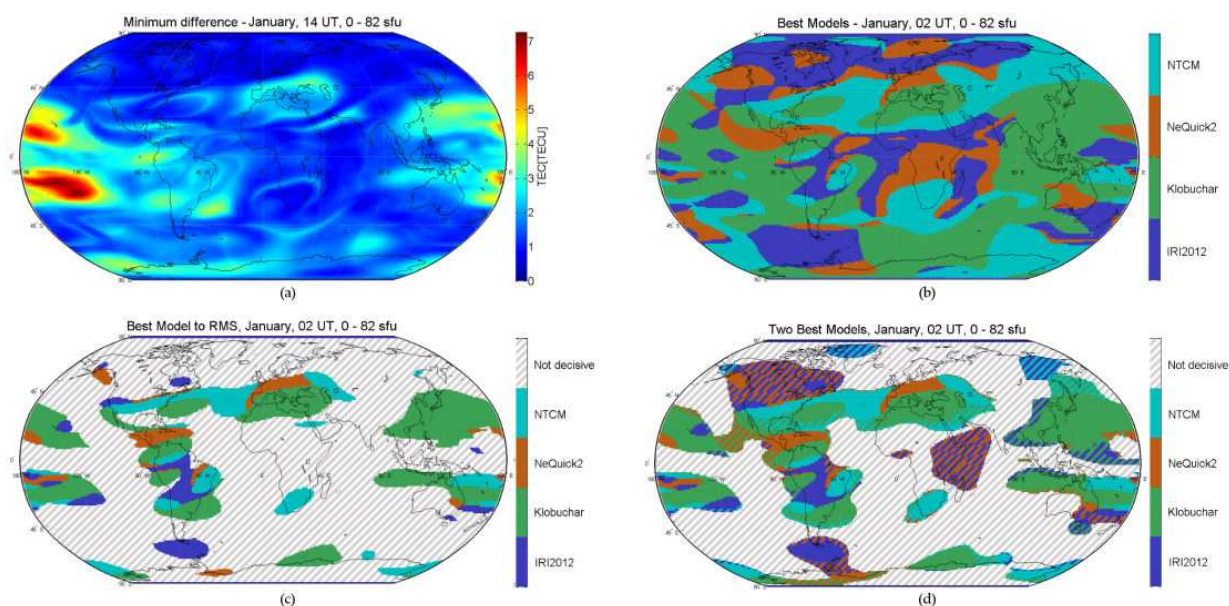 Minimum difference - January, 14 UT, 0 - 82 sfu
7
6
5
4
3
2
1
0
TEC[TECU]
(a)
Best Models - January, 02 UT, 0 - 82 sfu
NTCM
NeQuick2
Klobuchar
IRI2012
(b)
Best Model to RMS, January, 02 UT, 0 - 82 sfu
Not decisive
NTCM
NeQuick2
Klobuchar
IRI2012
(c)
Two Best Models, January, 02 UT, 0 - 82 sfu
Not decisive
NTCM
NeQuick2
Klobuchar
IRI2012
(d)